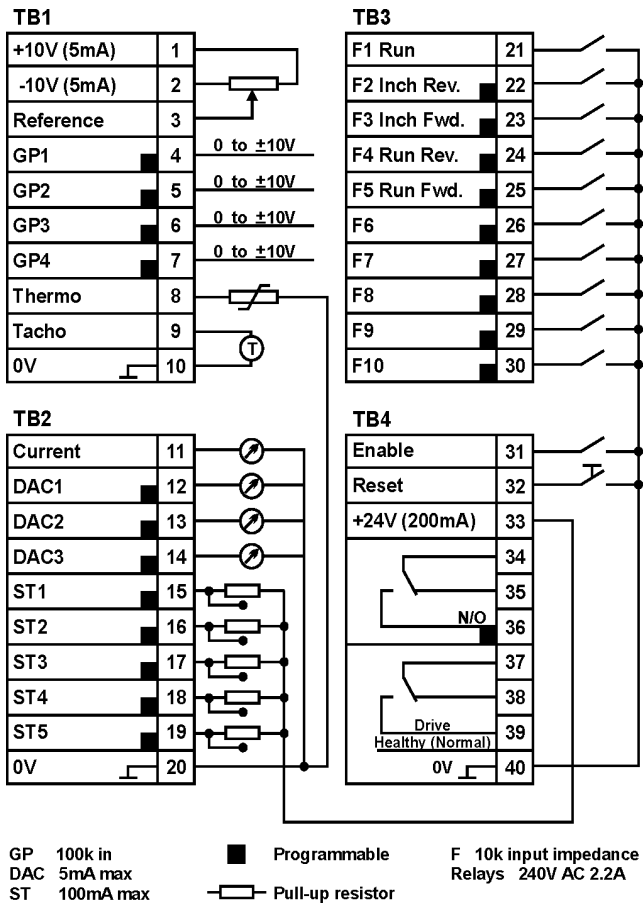 TB1
+10V (5mA) 1
-10V (5mA) 2
Reference 3
GP1 4 0 to ±10V
GP2 5 0 to ±10V
GP3 6 0 to ±10V
GP4 7 0 to ±10V
Thermo 8
Tacho 9
T
0V 10
TB2
Current 11
DAC1 12
DAC2 13
DAC3 14
ST1 15
ST2 16
ST3 17
ST4 18
ST5 19
0V 20
TB3
F1 Run 21
F2 Inch Rev. 22
F3 Inch Fwd. 23
F4 Run Rev. 24
F5 Run Fwd. 25
F6 26
F7 27
F8 28
F9 29
F10 30
TB4
Enable 31
Reset 32
+24V (200mA) 33
34
35
N/O 36
37
38
Drive 39
Healthy (Normal)
0V 40
GP 100k in
DAC 5mA max
ST 100mA max
Programmable
Pull-up resistor
F 10k input impedance
Relays 240V AC 2.2A